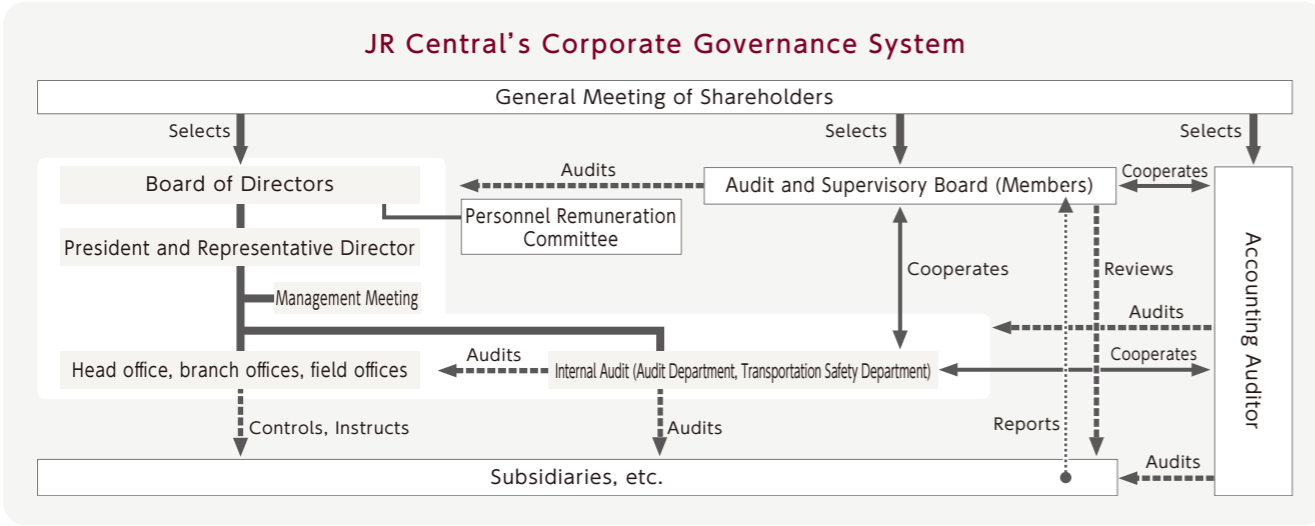 JR Central's Corporate Governance System
General Meeting of Shareholders
Selects
Selects
Selects
Board of Directors
Audits
Audit and Supervisory Board (Members)
Cooperates
Personnel Remuneration
Committee
President and Representative Director
Management Meeting
Cooperates
Reviews
Audits
Accounting Auditor
Head office, branch offices, field offices
Audits
Internal Audit (Audit Department, Transportation Safety Department)
Cooperates
Controls, Instructs
Audits
Reports
Subsidiaries, etc.
Audits